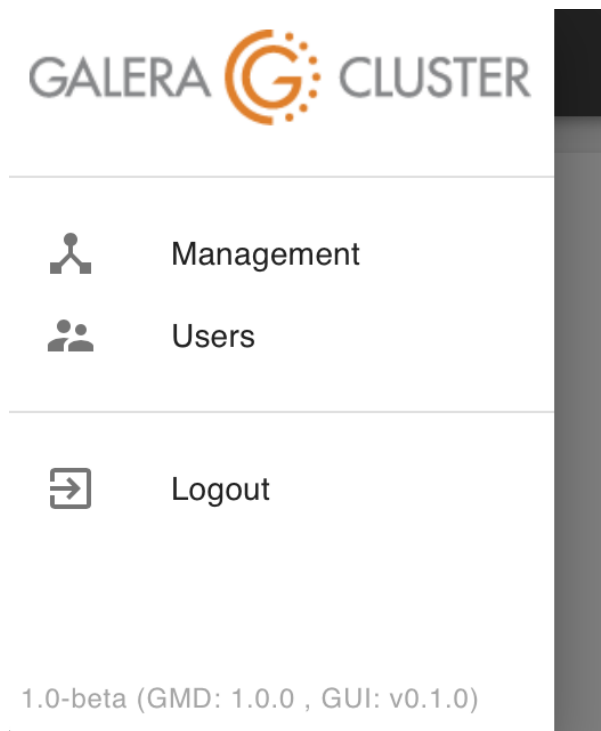 GALERA G CLUSTER
Management
Users
Logout
1.0-beta (GMD: 1.0.0 , GUI: v0.1.0)